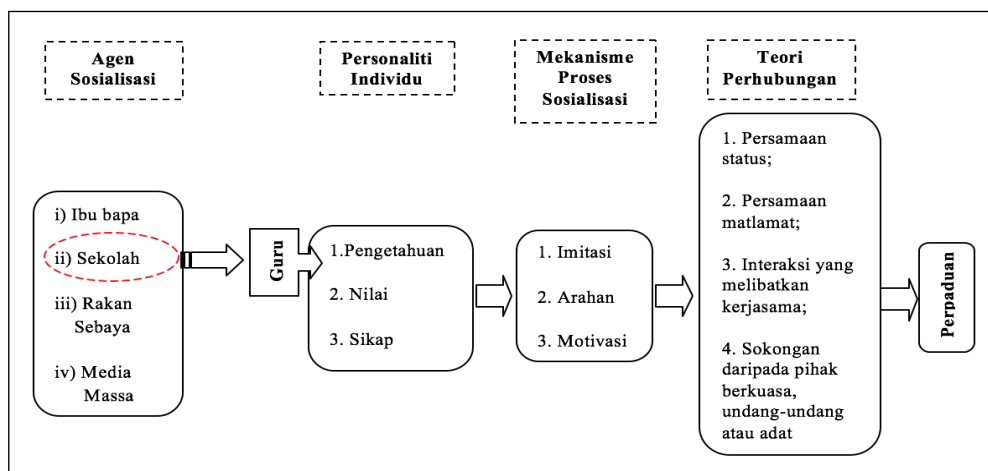 Agen
Sosialisasi
Personaliti
Individu
Mekanisme
Proses
Sosialisasi
Teori
Perhubungan
i) Ibu bapa
ii) Sekolah
iii) Rakan
Sebaya
iv) Media
Massa
Guru
1.Pengetahuan
2. Nilai
3. Sikap
1. Imitasi
2. Arahan
3. Motivasi
1. Persamaan
status;
2. Persamaan
matlamat;
3. Interaksi yang
melibatkan
kerjasama;
4. Sokongan
daripada pihak
berkuasa,
undang-undang
atau adat
Perpaduan